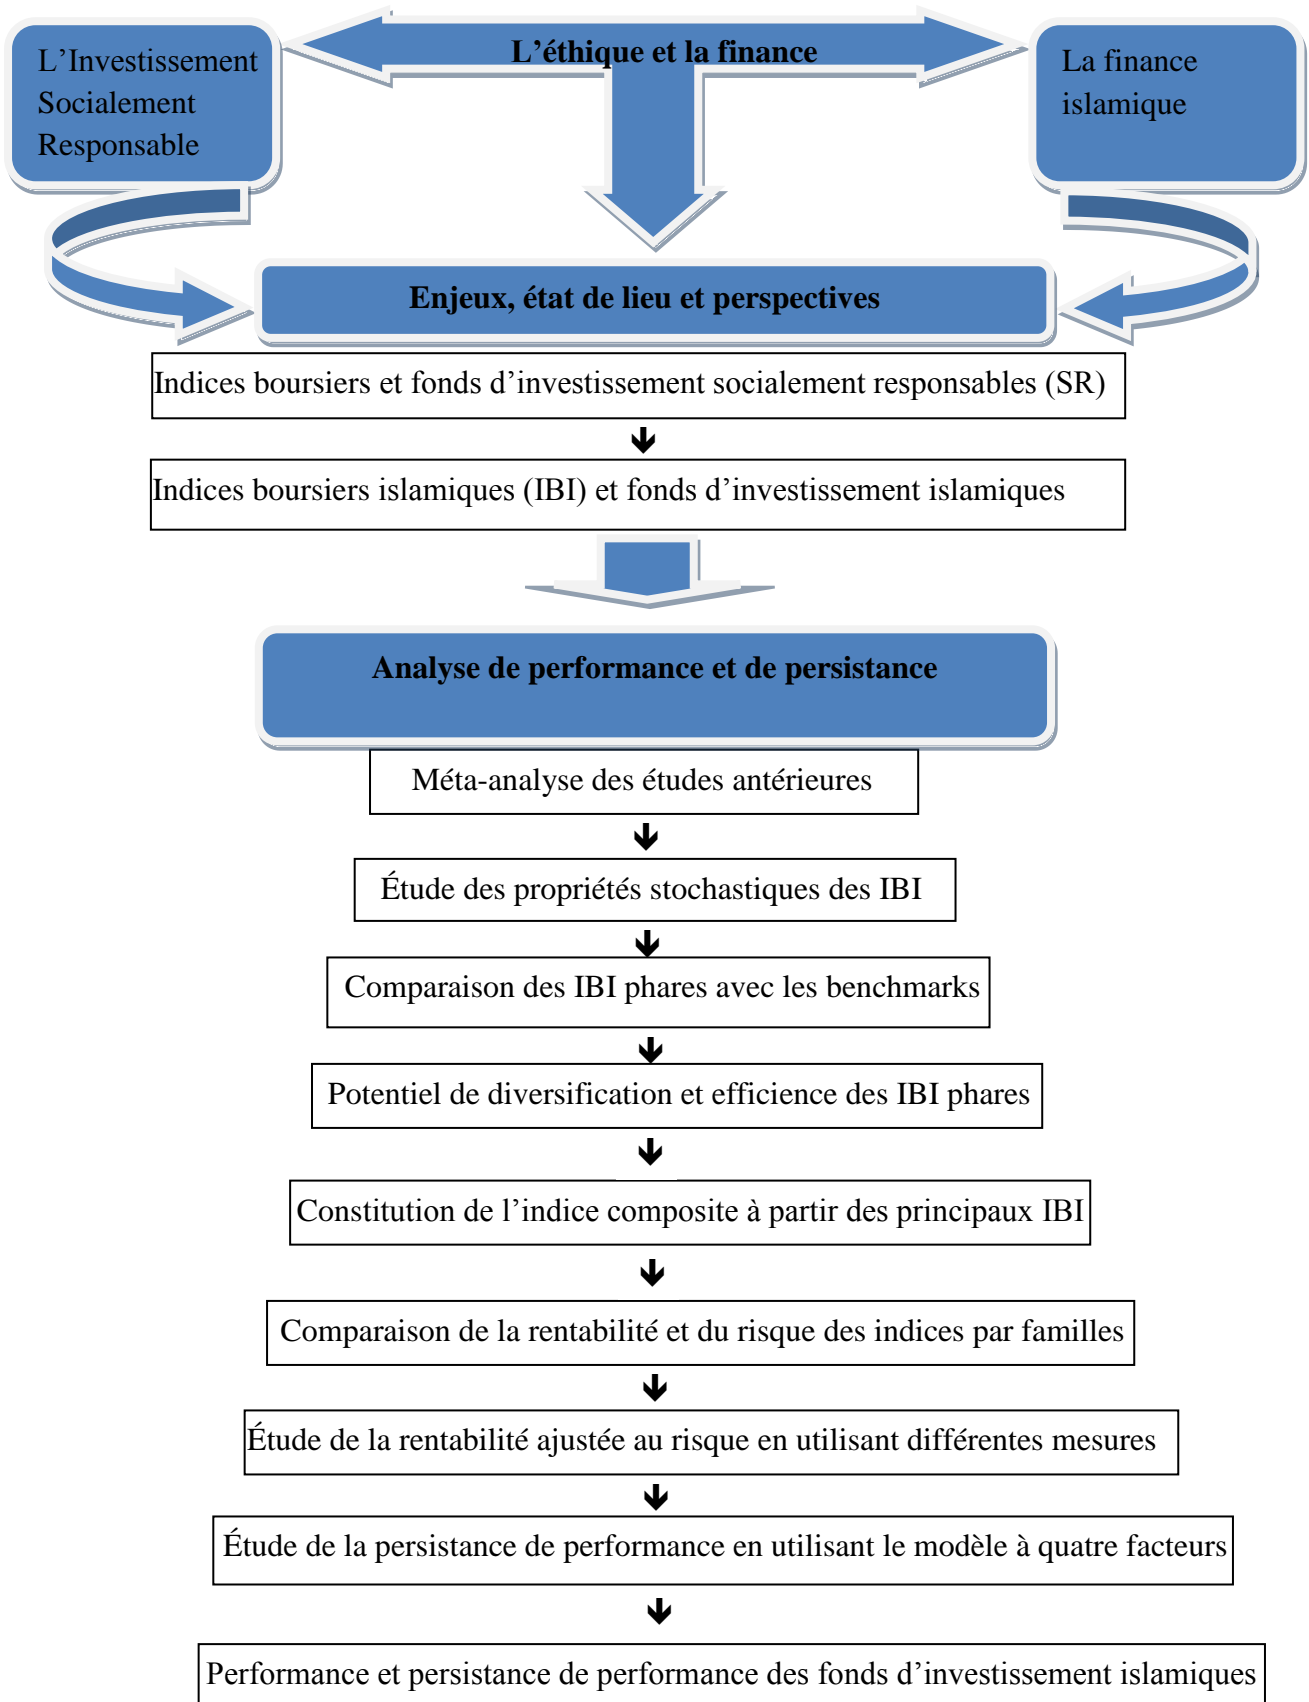 L'éthique et la finance
L'Investissement
Socialement
Responsable
La finance
islamique
Enjeux, état de lieu et perspectives
Indices boursiers et fonds d'investissement socialement responsables (SR)
Indices boursiers islamiques (IBI) et fonds d'investissement islamiques
Analyse de performance et de persistance
Méta-analyse des études antérieures
Étude des propriétés stochastiques des IBI
Comparaison des IBI phares avec les benchmarks
Potentiel de diversification et efficience des IBI phares
Constitution de l'indice composite à partir des principaux IBI
Comparaison de la rentabilité et du risque des indices par familles
Étude de la rentabilité ajustée au risque en utilisant différentes mesures
Étude de la persistance de performance en utilisant le modèle à quatre facteurs
Performance et persistance de performance des fonds d'investissement islamiques